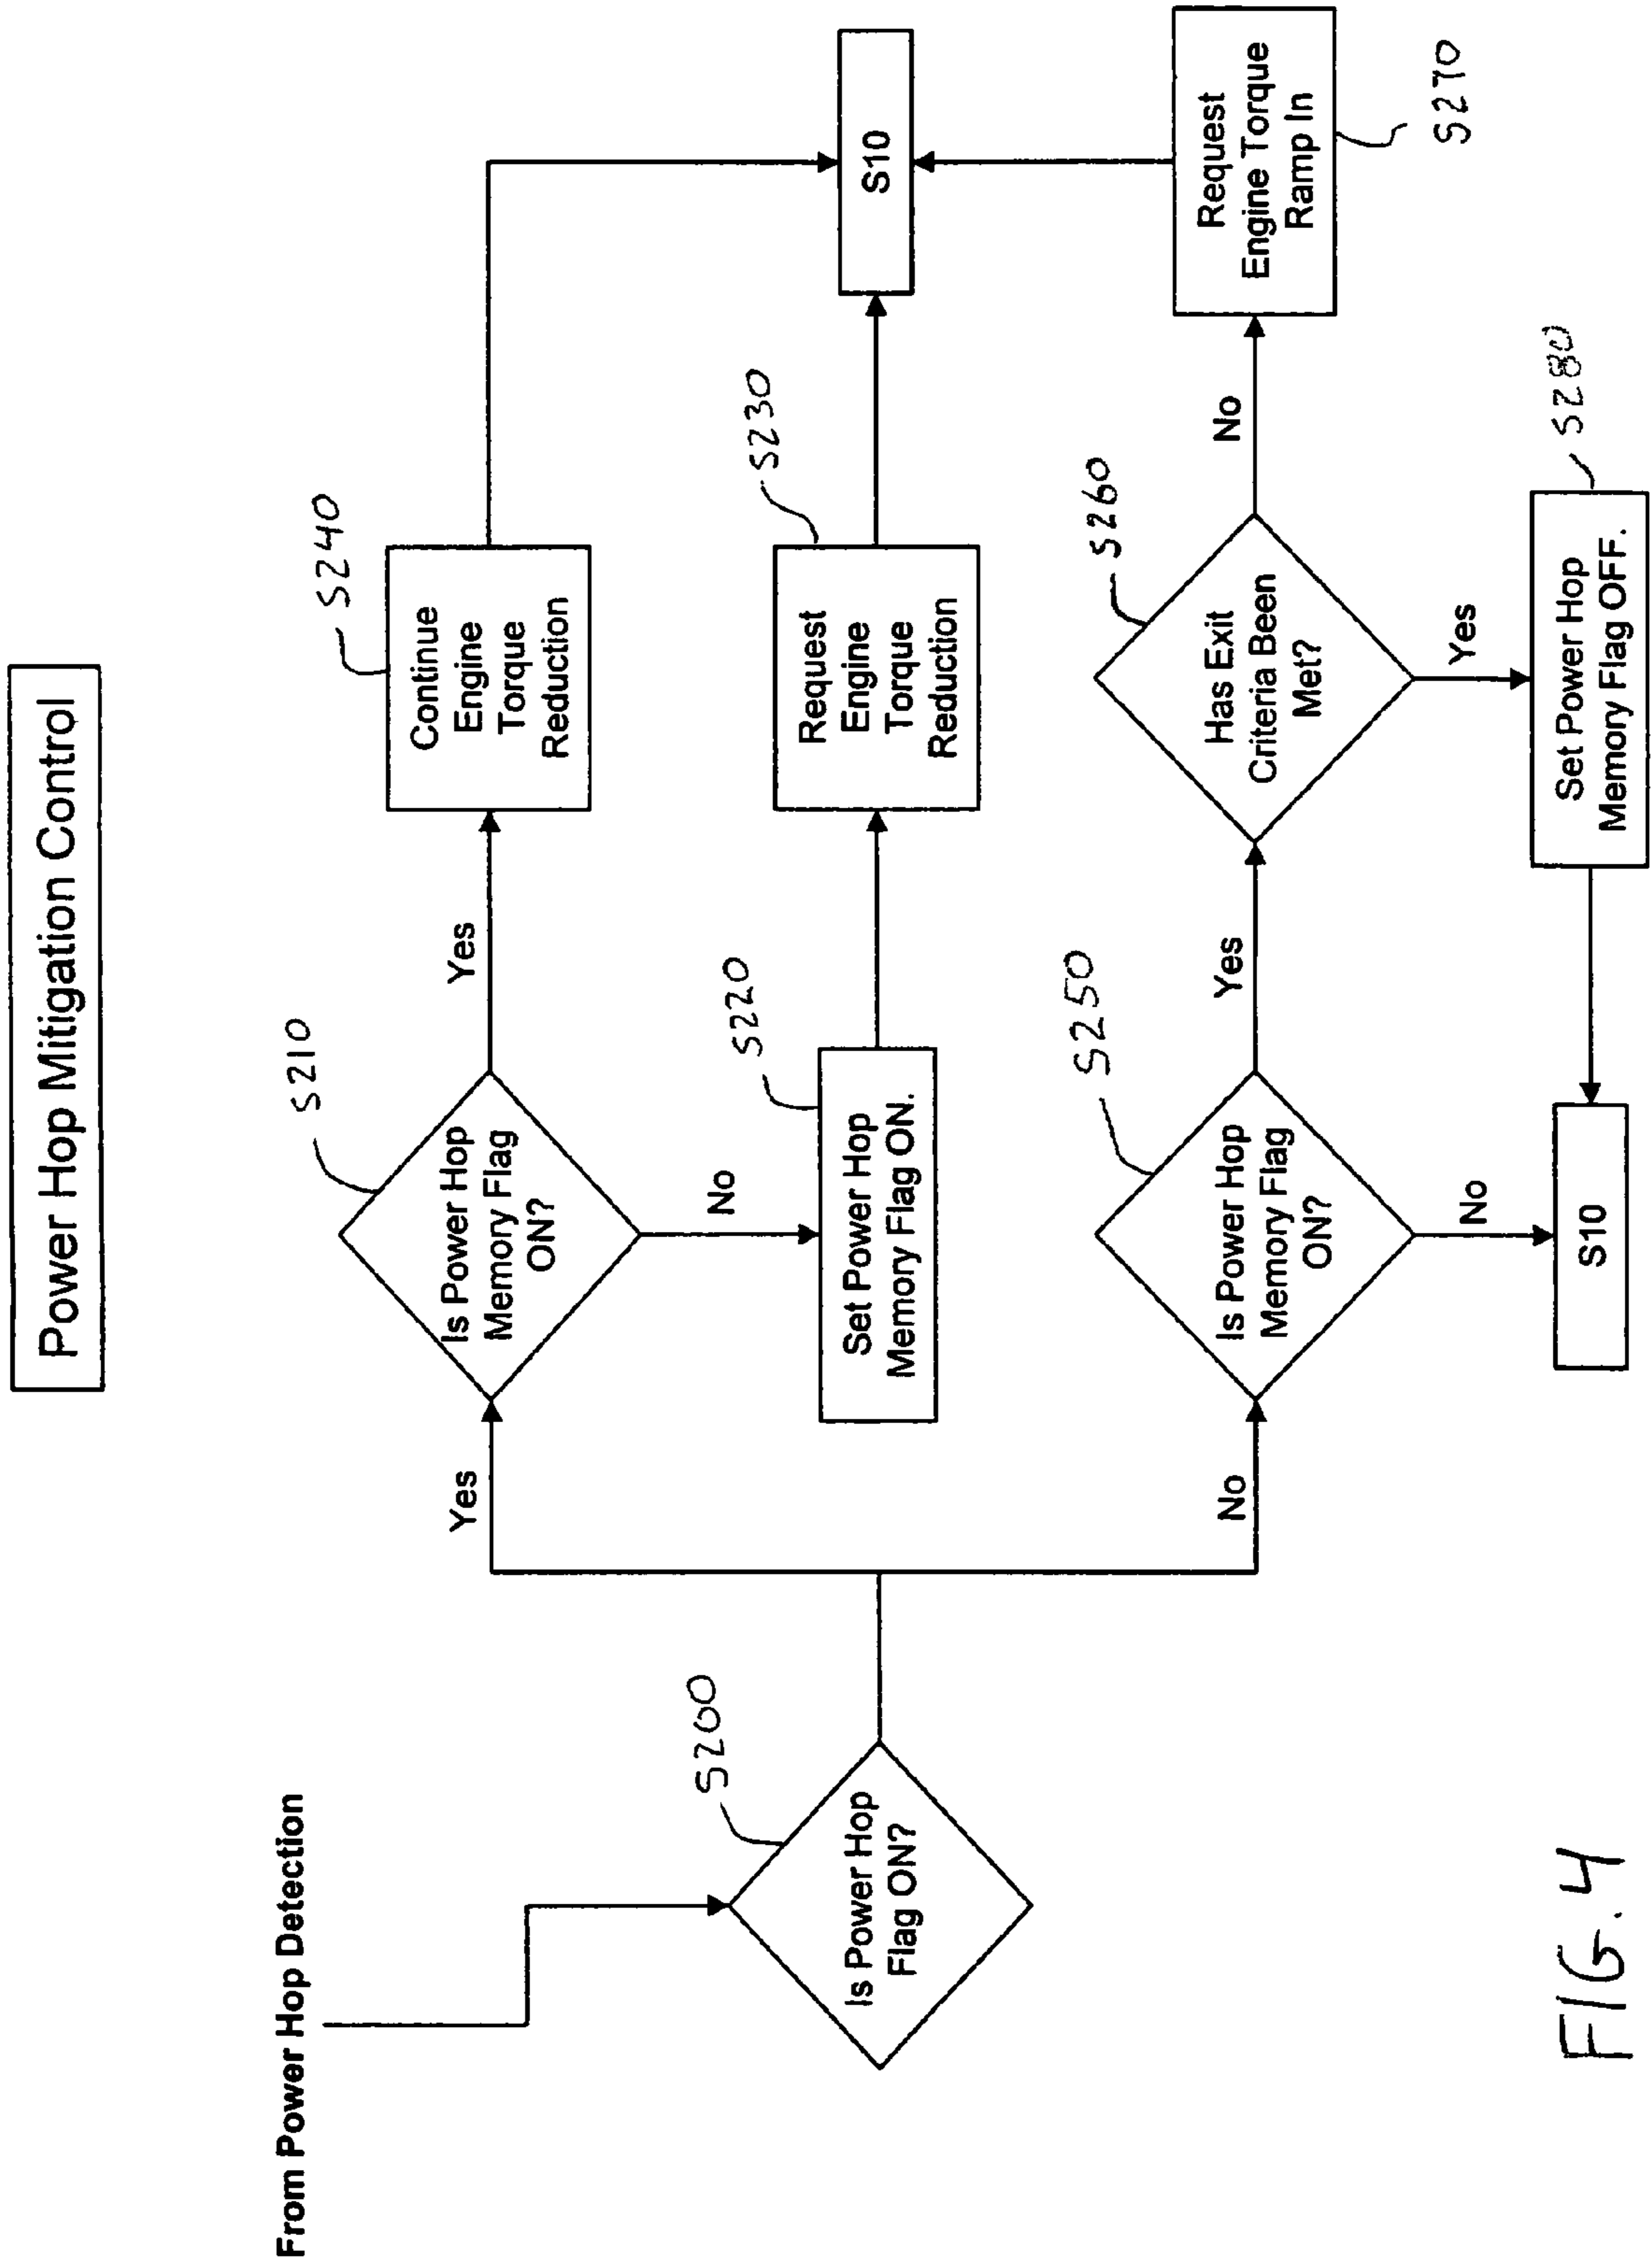 Power Hop Mitigation Control
From Power Hop Detection
S200
Is Power Hop
Flag ON?
Yes
No
S210
Is Power Hop
Memory Flag
ON?
Yes
No
S240
Continue
Engine
Torque
Reduction
S220
Set Power Hop
Memory Flag ON.
S230
Request
Engine
Torque
Reduction
S10
S250
Is Power Hop
Memory Flag
ON?
Yes
No
S260
Has Exit
Criteria Been
Met?
No
Yes
S270
Request
Engine Torque
Ramp In
S280
Set Power Hop
Memory Flag OFF.
S10
FIG. 4